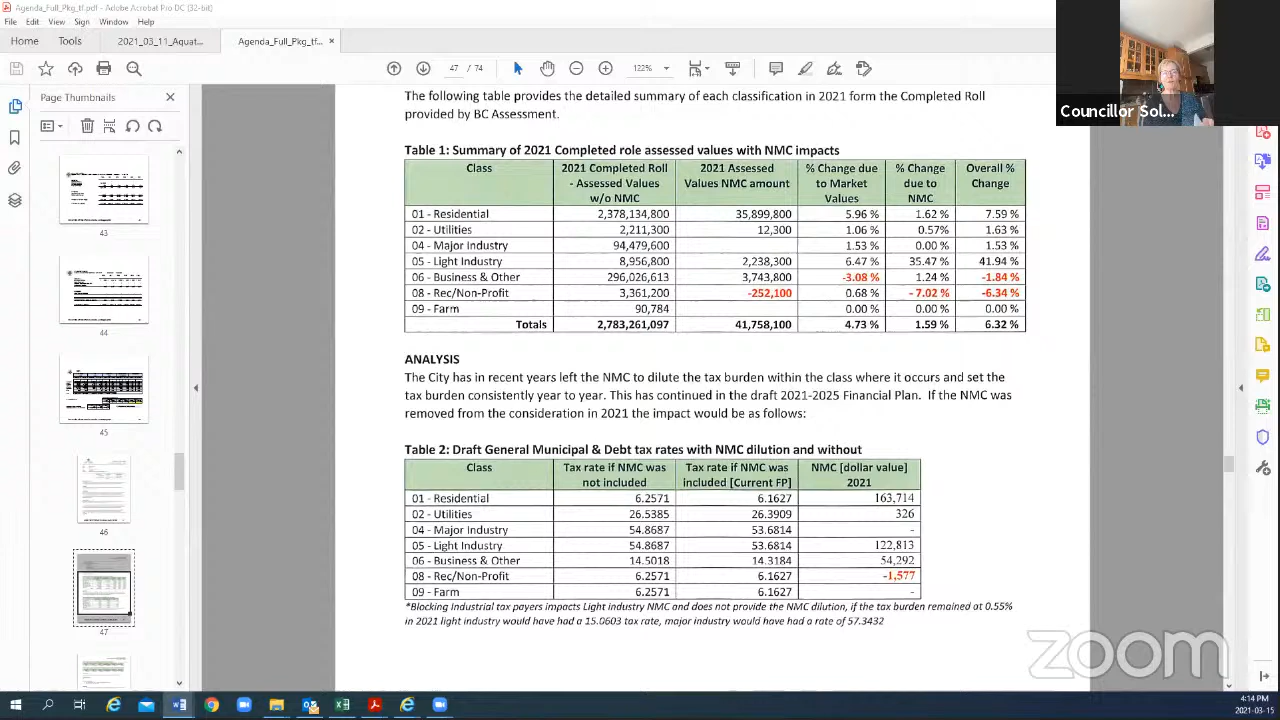 Agenda_Full_Pkg_tf.pdf - Adobe Acrobat Pro DC (32-bit)
File Edit View Sign Window Help
Home Tools 2021_03_11_Aquat... Agenda_Full_Pkg_tf... ×
47 / 74 122%
Page Thumbnails ×
43
44
45
46
47
The following table provides the detailed summary of each classification in 2021 form the Completed Roll
provided by BC Assessment.
Table 1: Summary of 2021 Completed role assessed values with NMC impacts
Class 2021 Completed Roll - Assessed Values w/o NMC 2021 Assessed Values NMC amount % Change due to Market Values % Change due to NMC Overall % Change
01 - Residential 2,378,134,800 35,899,800 5.96 % 1.62 % 7.59 %
02 - Utilities 2,211,300 12,300 1.06 % 0.57% 1.63 %
04 - Major Industry 94,479,600 1.53 % 0.00 % 1.53 %
05 - Light Industry 8,956,800 2,238,300 6.47 % 35.47 % 41.94 %
06 - Business & Other 296,026,613 3,743,800 -3.08 % 1.24 % -1.84 %
08 - Rec/Non-Profit 3,361,200 -252,100 0.68 % - 7.02 % -6.34 %
09 - Farm 90,784 0.00 % 0.00 % 0.00 %
Totals 2,783,261,097 41,758,100 4.73 % 1.59 % 6.32 %
ANALYSIS
The City has in recent years left the NMC to dilute the tax burden within the class where it occurs and set the
tax burden consistently year to year. This has continued in the draft 2021-2025 Financial Plan. If the NMC was
removed from the consideration in 2021 the impact would be as follows:
Table 2: Draft General Municipal & Debt tax rates with NMC dilution and without
Class Tax rate if NMC was not included Tax rate if NMC was included [Current FP] NMC [dollar value] 2021
01 - Residential 6.2571 6.1627 163,714
02 - Utilities 26.5385 26.3909 326
04 - Major Industry 54.8687 53.6814 -
05 - Light Industry 54.8687 53.6814 122,813
06 - Business & Other 14.5018 14.3184 54,292
08 - Rec/Non-Profit 6.2571 6.1627 -1,577
09 - Farm 6.2571 6.1627 -
*Blocking Industrial tax payers impacts Light industry NMC and does not provide the NMC dilution, if the tax burden remained at 0.55%
in 2021 light industry would have had a 15.0603 tax rate, major industry would have had a rate of 57.3432
Councillor Sol...
zoom
4:14 PM
2021-03-15